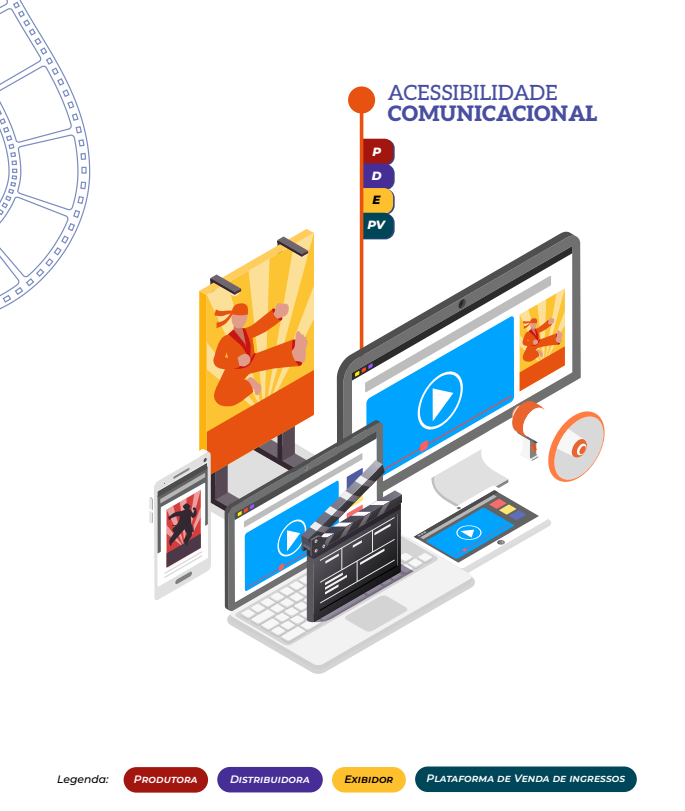 ACESSIBILIDADE
COMUNICACIONAL
P
D
E
PV
Legenda: PRODUTORA DISTRIBUIDORA EXIBIDOR PLATAFORMA DE VENDA DE INGRESSOS